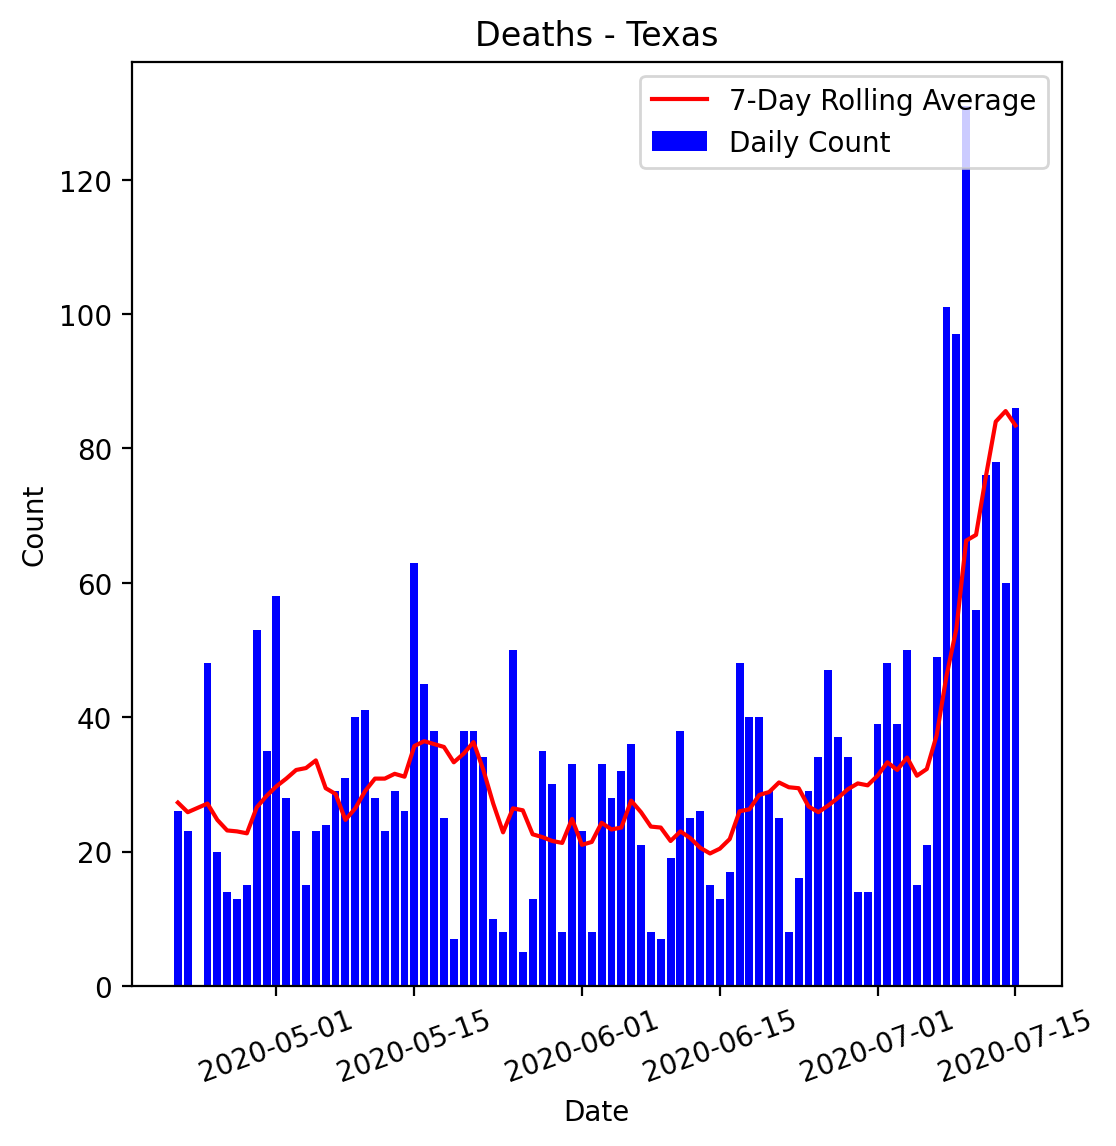 Deaths - Texas
7-Day Rolling Average
Daily Count
Count
120
100
80
60
40
20
0
2020-05-01
2020-05-15
2020-06-01
2020-06-15
2020-07-01
2020-07-15
Date